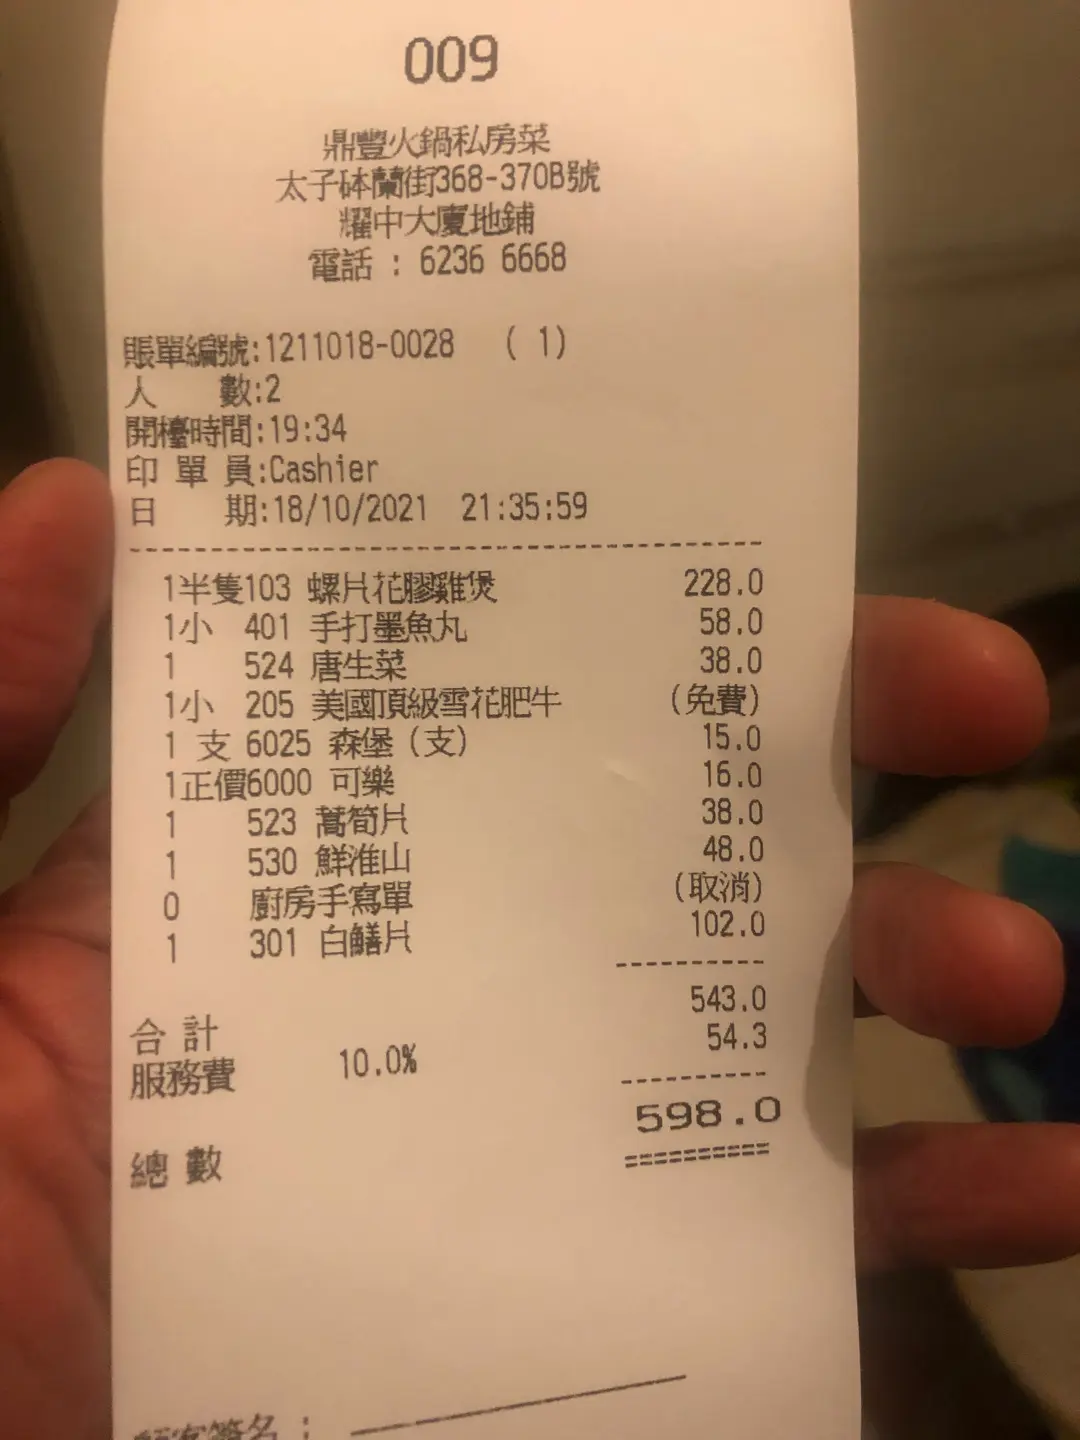 009
鼎豐火鍋私房菜
太子砵蘭街368-370B號
耀中大廈地鋪
電話 : 6236 6668
賬單編號:1211018-0028 ( 1)
人 數:2
開檯時間:19:34
印 單 員:Cashier
日 期:18/10/2021 21:35:59
1半隻103 螺片花膠雞煲 228.0
1小 401 手打墨魚丸 58.0
1 524 唐生菜 38.0
1小 205 美國頂級雪花肥牛 (免費)
1 支 6025 森堡(支) 15.0
1正價6000 可樂 16.0
1 523 萵筍片 38.0
1 530 鮮淮山 48.0
0 廚房手寫單 (取消)
1 301 白鱔片 102.0
合 計 543.0
服務費 10.0% 54.3
總 數 598.0
顧客簽名 :